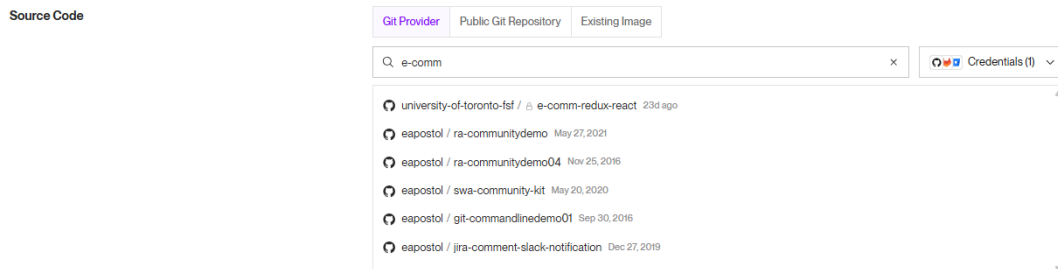 Source Code
Git Provider Public Git Repository Existing Image
e-comm Credentials (1)
university-of-toronto-fsf / e-comm-redux-react 23d ago
eapostol / ra-communitydemo May 27, 2021
eapostol / ra-communitydemo04 Nov 25, 2016
eapostol / swa-community-kit May 20, 2020
eapostol / git-commandlinedemo01 Sep 30, 2016
eapostol / jira-comment-slack-notification Dec 27, 2019